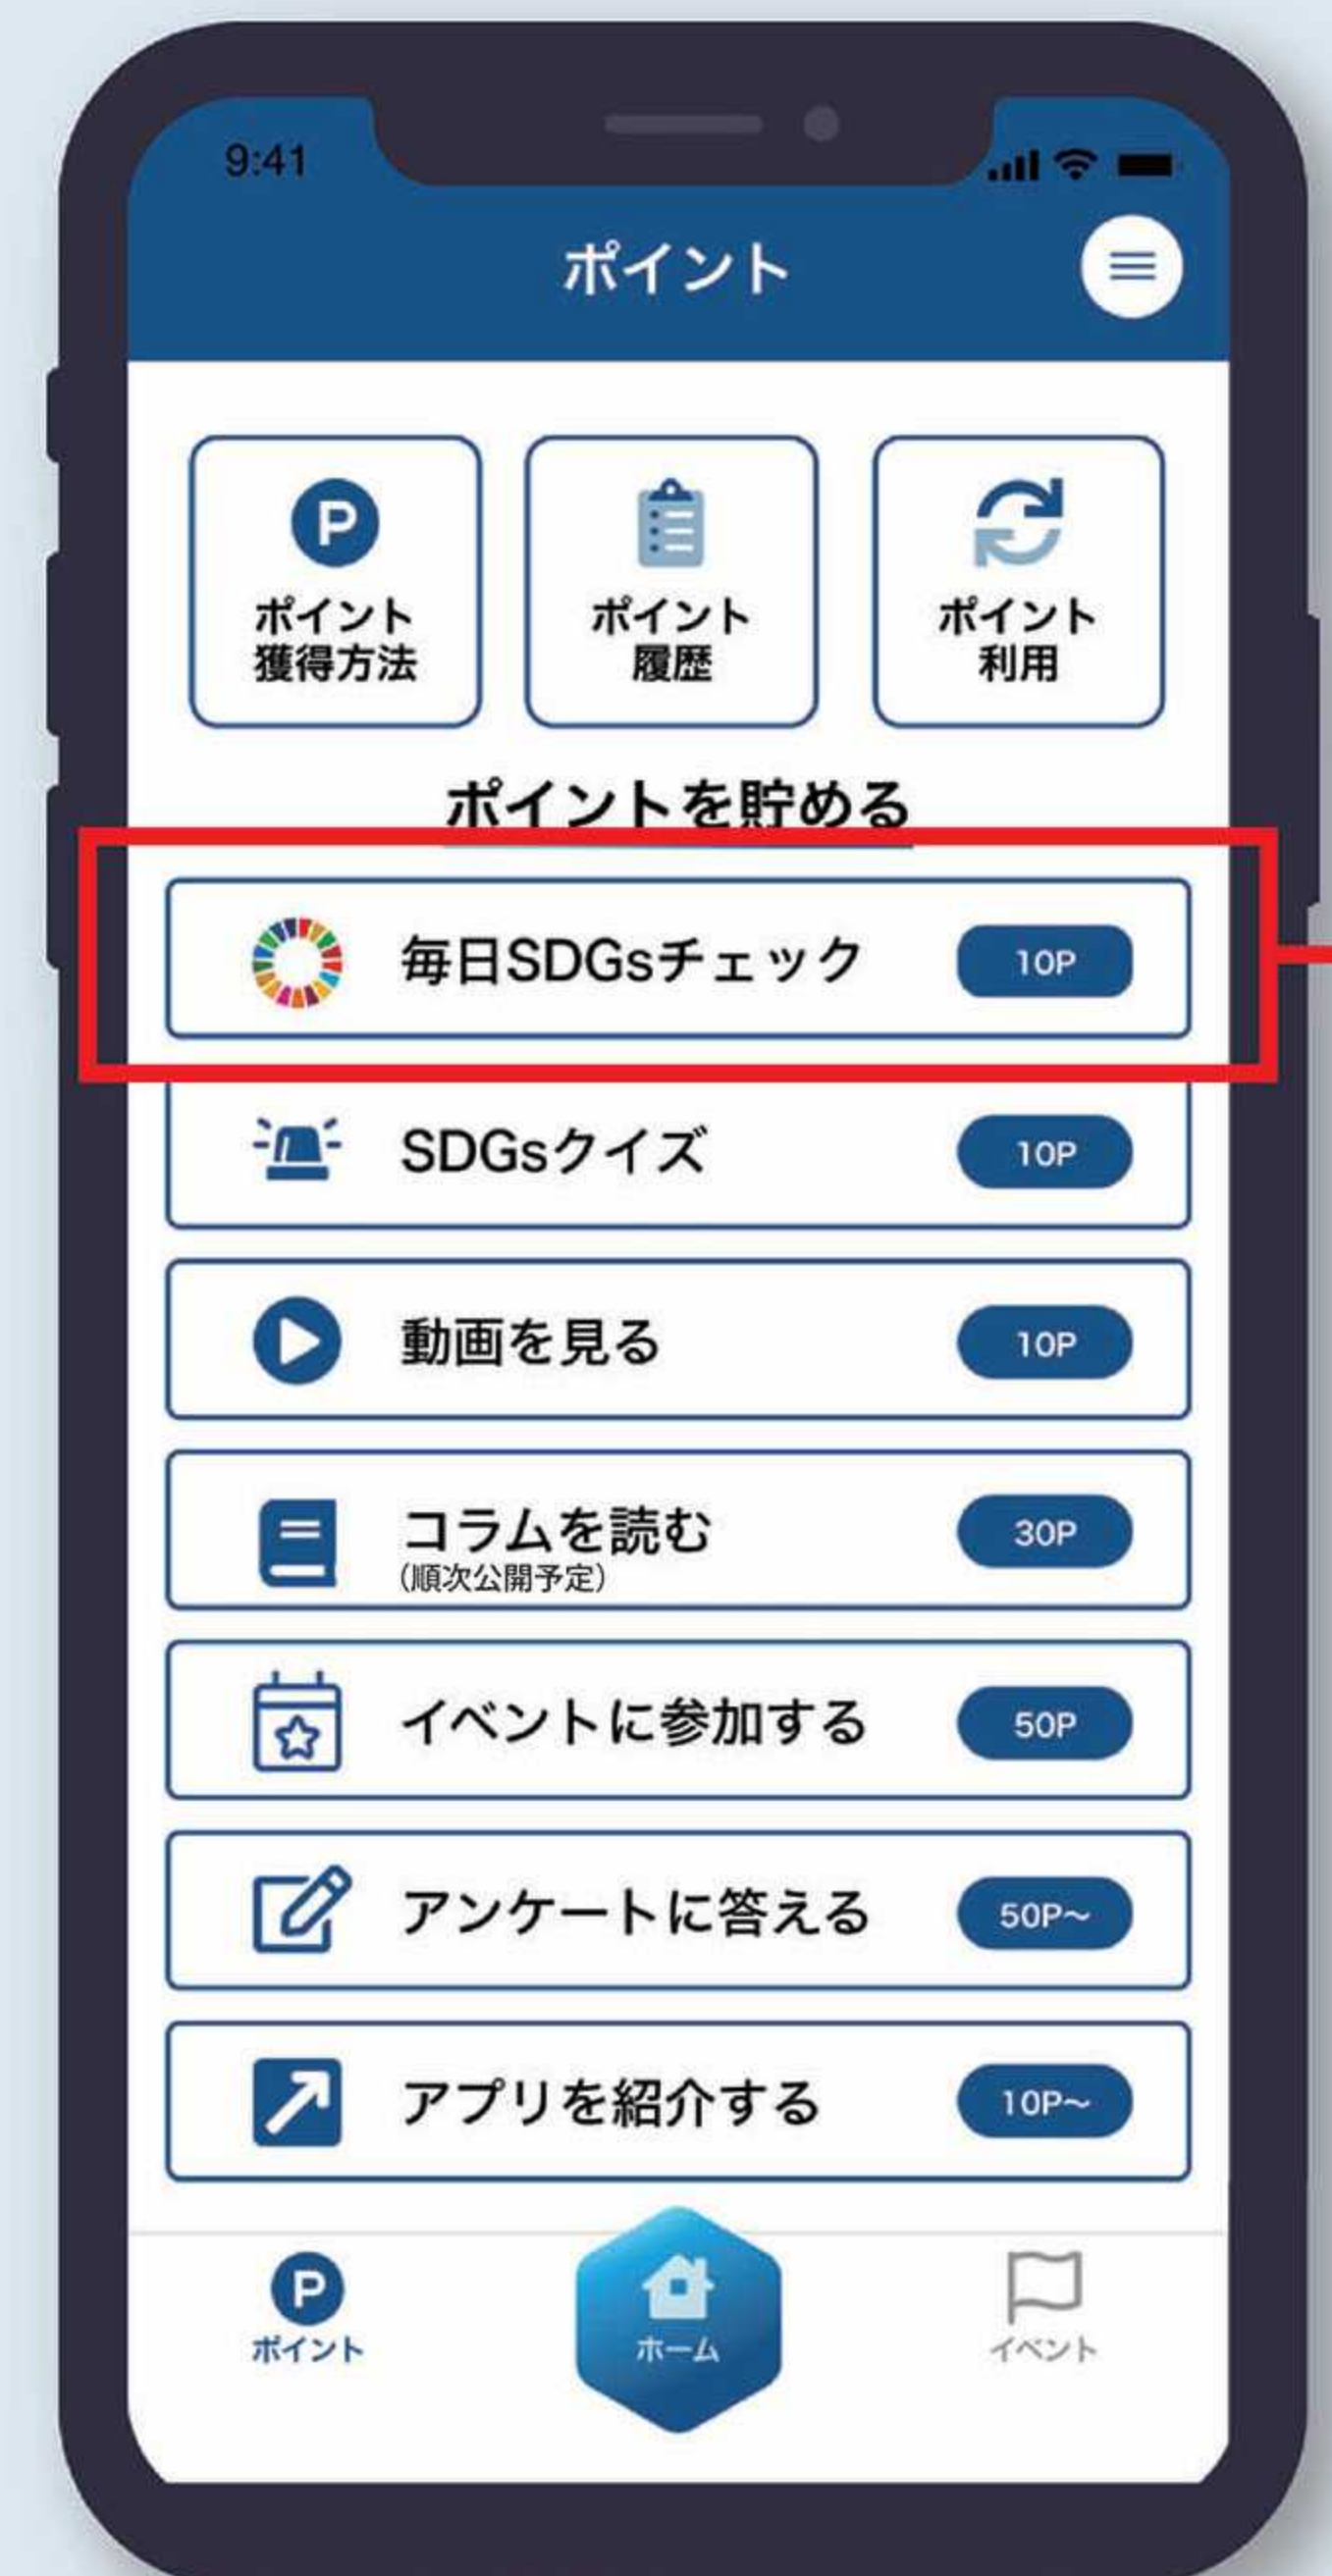 9:41
ポイント
P
ポイント
獲得方法
ポイント
履歴
ポイント
利用
ポイントを貯める
毎日SDGsチェック 10P
SDGsクイズ 10P
動画を見る 10P
コラムを読む 30P
(順次公開予定)
イベントに参加する 50P
アンケートに答える 50P～
アプリを紹介する 10P～
P
ポイント
ホーム
イベント